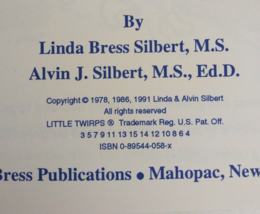 By
Linda Bress Silbert, M.S.
Alvin J. Silbert, M.S., Ed.D.
Copyright © 1978, 1986, 1991 Linda & Alvin Silbert
All rights reserved
LITTLE TWIRPS ® Trademark Reg. U.S. Pat. Off.
3 5 7 9 11 13 15 14 12 10 8 6 4
ISBN 0-89544-058-x
Bress Publications ● Mahopac, New